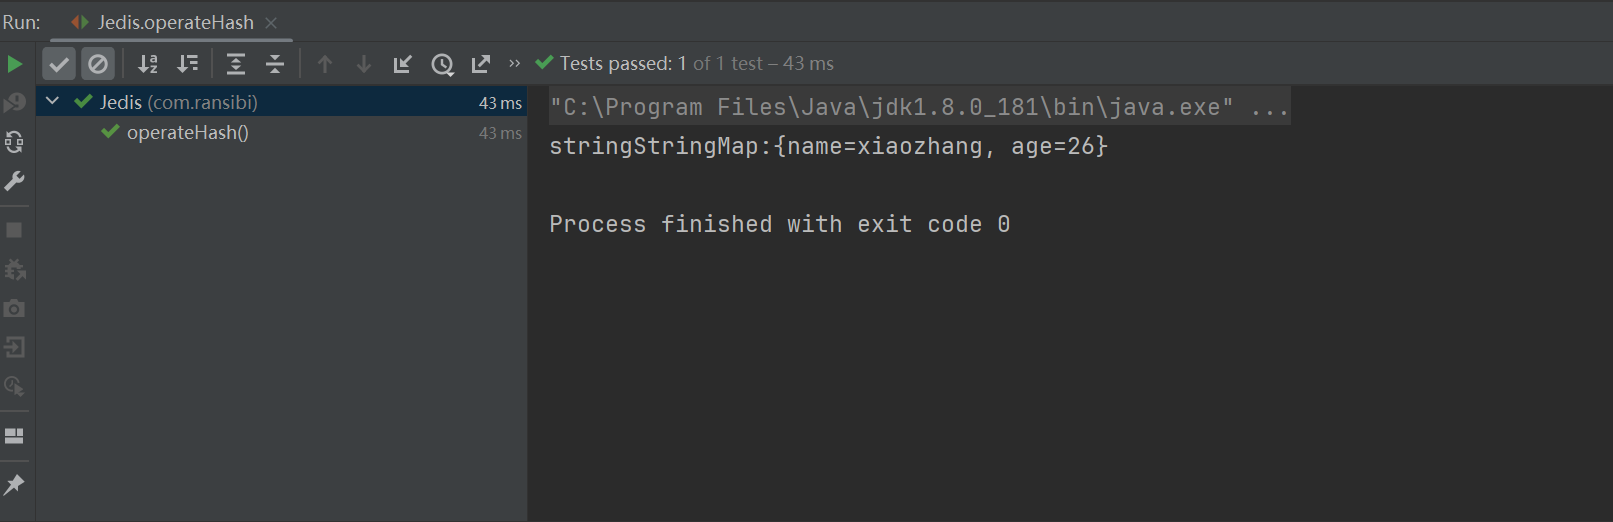 Run: Jedis.operateHash
Tests passed: 1 of 1 test – 43 ms
Jedis (com.ransibi) 43 ms
operateHash() 43 ms
"C:\Program Files\Java\jdk1.8.0_181\bin\java.exe" ...
stringStringMap:{name=xiaozhang, age=26}
Process finished with exit code 0